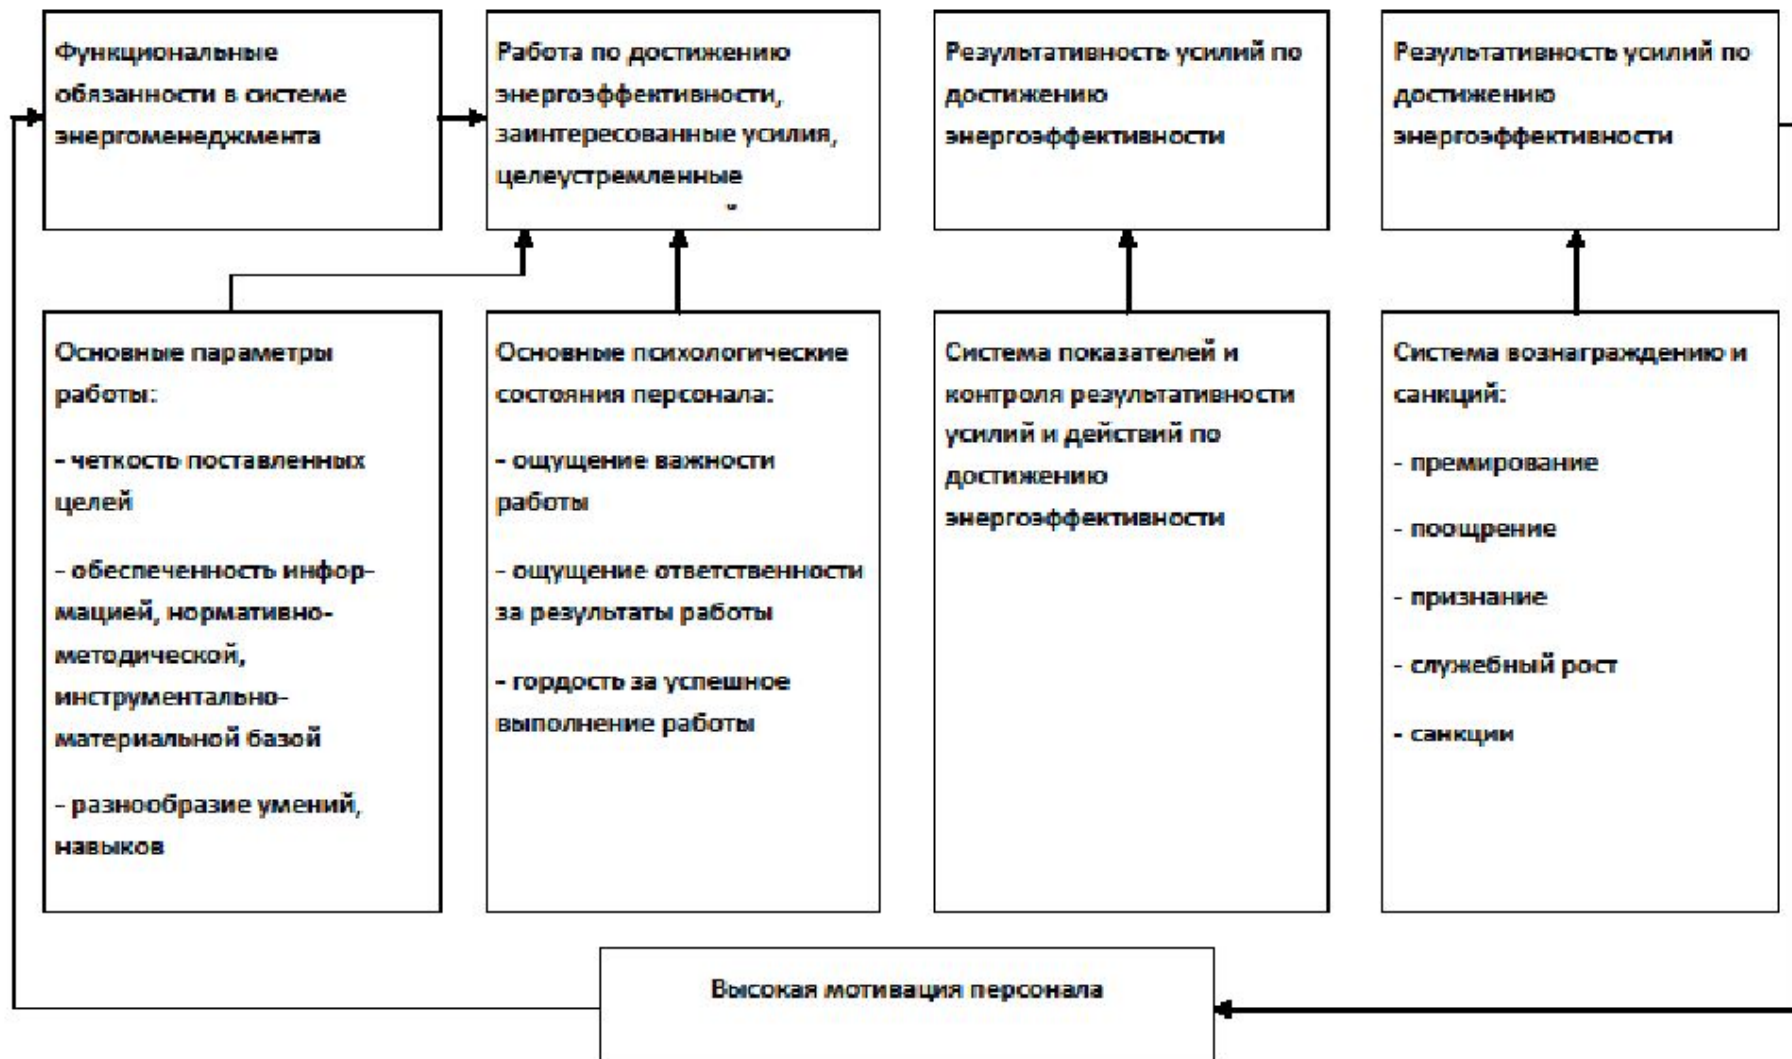 Функциональные
обязанности в системе
энергоменеджмента
Работа по достижению
энергоэффективности,
заинтересованные усилия,
целеустремленные
Результативность усилий по
достижению
энергоэффективности
Результативность усилий по
достижению
энергоэффективности
Основные параметры
работы:
- четкость поставленных
целей
- обеспеченность инфор-
мацией, нормативно-
методической,
инструментально-
материальной базой
- разнообразие умений,
навыков
Основные психологические
состояния персонала:
- ощущение важности
работы
- ощущение ответственности
за результаты работы
- гордость за успешное
выполнение работы
Система показателей и
контроля результативности
усилий и действий по
достижению
энергоэффективности
Система вознаграждению и
санкций:
- премирование
- поощрение
- признание
- служебный рост
- санкции
Высокая мотивация персонала